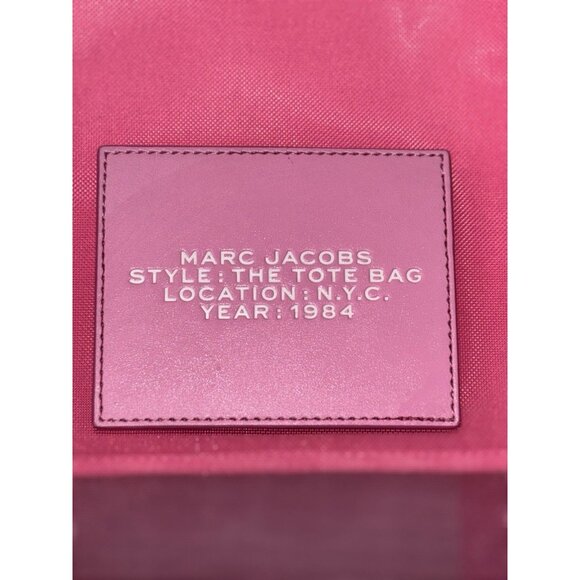 MARC JACOBS
STYLE : THE TOTE BAG
LOCATION : N.Y.C.
YEAR : 1984